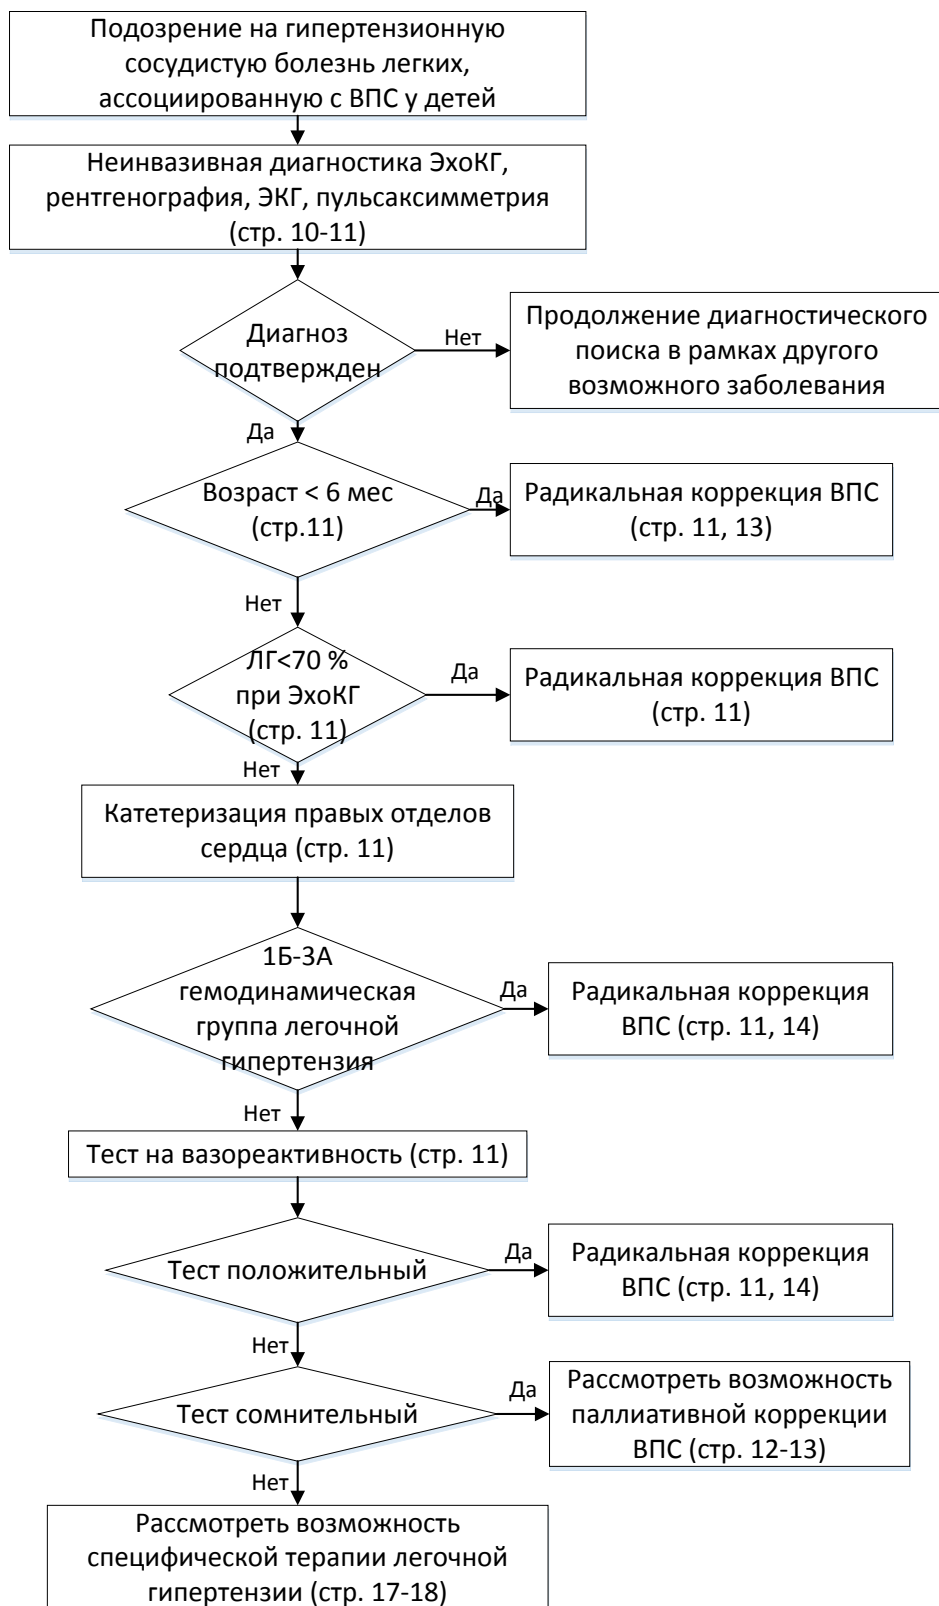 Подозрение на гипертензионную
сосудистую болезнь легких,
ассоциированную с ВПС у детей
Неинвазивная диагностика ЭхоКГ,
рентгенография, ЭКГ, пульсаксимметрия
(стр. 10-11)
Диагноз
подтвержден
Нет
Продолжение диагностического
поиска в рамках другого
возможного заболевания
Да
Возраст < 6 мес
(стр.11)
Да
Радикальная коррекция ВПС
(стр. 11, 13)
Нет
ЛГ<70 %
при ЭхоКГ
(стр. 11)
Да
Радикальная коррекция ВПС
(стр. 11)
Нет
Катетеризация правых отделов
сердца (стр. 11)
1Б-3А
гемодинамическая
группа легочной
гипертензия
Да
Радикальная коррекция
ВПС (стр. 11, 14)
Нет
Тест на вазореактивность (стр. 11)
Тест положительный
Да
Радикальная коррекция
ВПС (стр. 11, 14)
Нет
Тест сомнительный
Да
Рассмотреть возможность
паллиативной коррекции
ВПС (стр. 12-13)
Нет
Рассмотреть возможность
специфической терапии легочной
гипертензии (стр. 17-18)